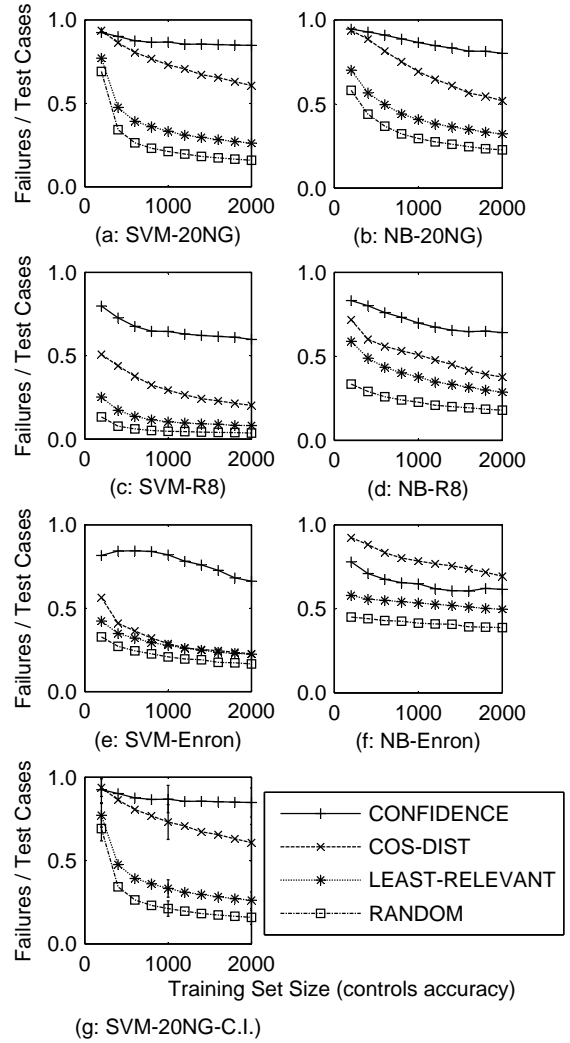 1.0
0.5
0.0
0 1000 2000
Failures / Test Cases
(a: SVM-20NG)
1.0
0.5
0.0
0 1000 2000
(b: NB-20NG)
1.0
0.5
0.0
0 1000 2000
Failures / Test Cases
(c: SVM-R8)
1.0
0.5
0.0
0 1000 2000
(d: NB-R8)
1.0
0.5
0.0
0 1000 2000
Failures / Test Cases
(e: SVM-Enron)
1.0
0.5
0.0
0 1000 2000
(f: NB-Enron)
1.0
0.5
0.0
0 1000 2000
Failures / Test Cases
CONFIDENCE
COS-DIST
LEAST-RELEVANT
RANDOM
Training Set Size (controls accuracy)
(g: SVM-20NG-C.I.)